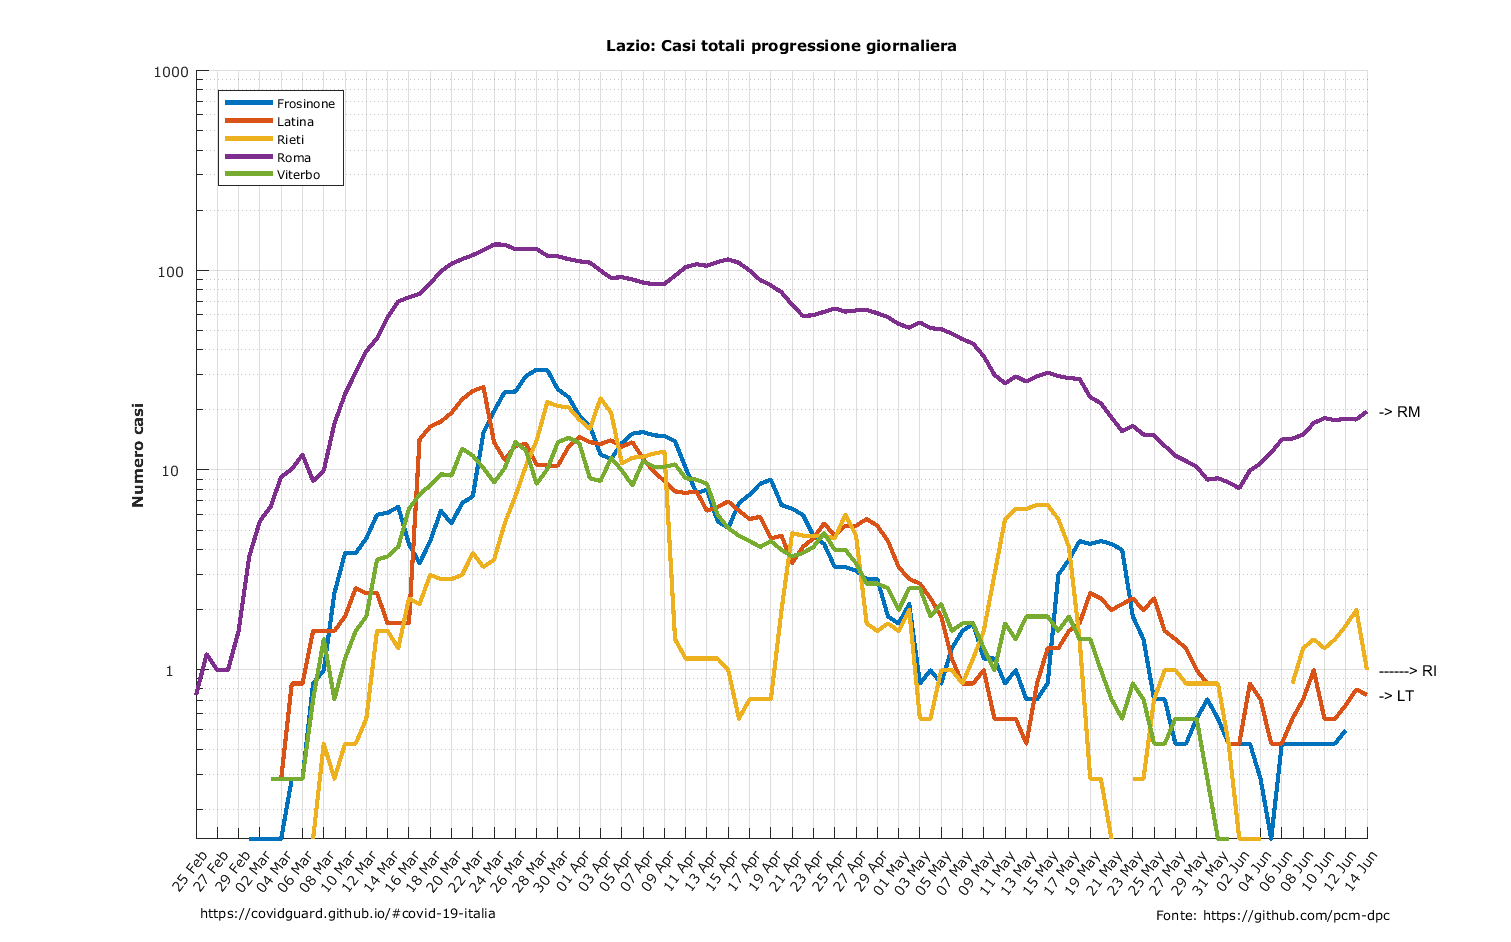 Lazio: Casi totali progressione giornaliera
1000
100
10
1
Numero casi
Frosinone
Latina
Rieti
Roma
Viterbo
-> RM
------> RI
-> LT
25 Feb
27 Feb
29 Feb
02 Mar
04 Mar
06 Mar
08 Mar
10 Mar
12 Mar
14 Mar
16 Mar
18 Mar
20 Mar
22 Mar
24 Mar
26 Mar
28 Mar
30 Mar
01 Apr
03 Apr
05 Apr
07 Apr
09 Apr
11 Apr
13 Apr
15 Apr
17 Apr
19 Apr
21 Apr
23 Apr
25 Apr
27 Apr
29 Apr
01 May
03 May
05 May
07 May
09 May
11 May
13 May
15 May
17 May
19 May
21 May
23 May
25 May
27 May
29 May
31 May
02 Jun
04 Jun
06 Jun
08 Jun
10 Jun
12 Jun
14 Jun
https://covidguard.github.io/#covid-19-italia
Fonte: https://github.com/pcm-dpc